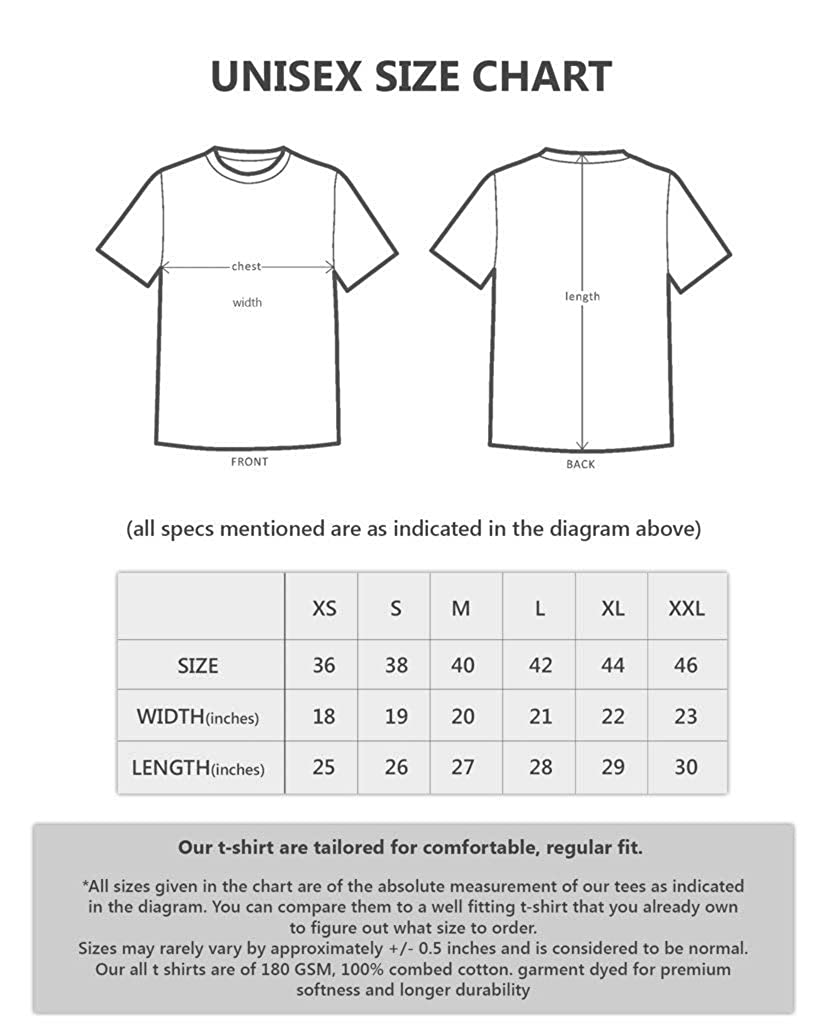 UNISEX SIZE CHART
chest
width
length
FRONT
BACK
(all specs mentioned are as indicated in the diagram above)
XS S M L XL XXL
SIZE 36 38 40 42 44 46
WIDTH(inches) 18 19 20 21 22 23
LENGTH(inches) 25 26 27 28 29 30
Our t-shirt are tailored for comfortable, regular fit.
*All sizes given in the chart are of the absolute measurement of our tees as indicated
in the diagram. You can compare them to a well fitting t-shirt that you already own
to figure out what size to order.
Sizes may rarely vary by approximately +/- 0.5 inches and is considered to be normal.
Our all t shirts are of 180 GSM, 100% combed cotton. garment dyed for premium
softness and longer durability